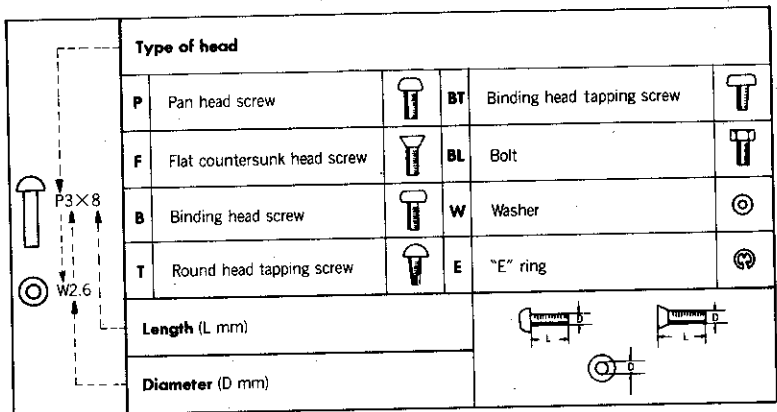 Type of head
P Pan head screw
BT Binding head tapping screw
F Flat countersunk head screw
BL Bolt
P3×8
B Binding head screw
W Washer
T Round head tapping screw
E "E" ring
W2.6
Length (L mm)
D
L
D
L
Diameter (D mm)
D